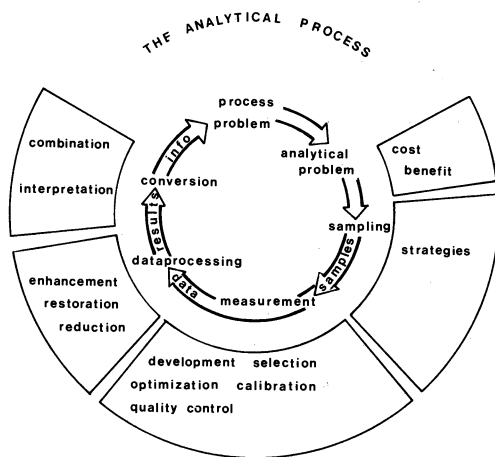 THE ANALYTICAL PROCESS
process
problem
analytical
problem
sampling
samples
measurement
data
dataprocessing
results
conversion
info
cost
benefit
strategies
development selection
optimization calibration
quality control
enhancement
restoration
reduction
combination
interpretation